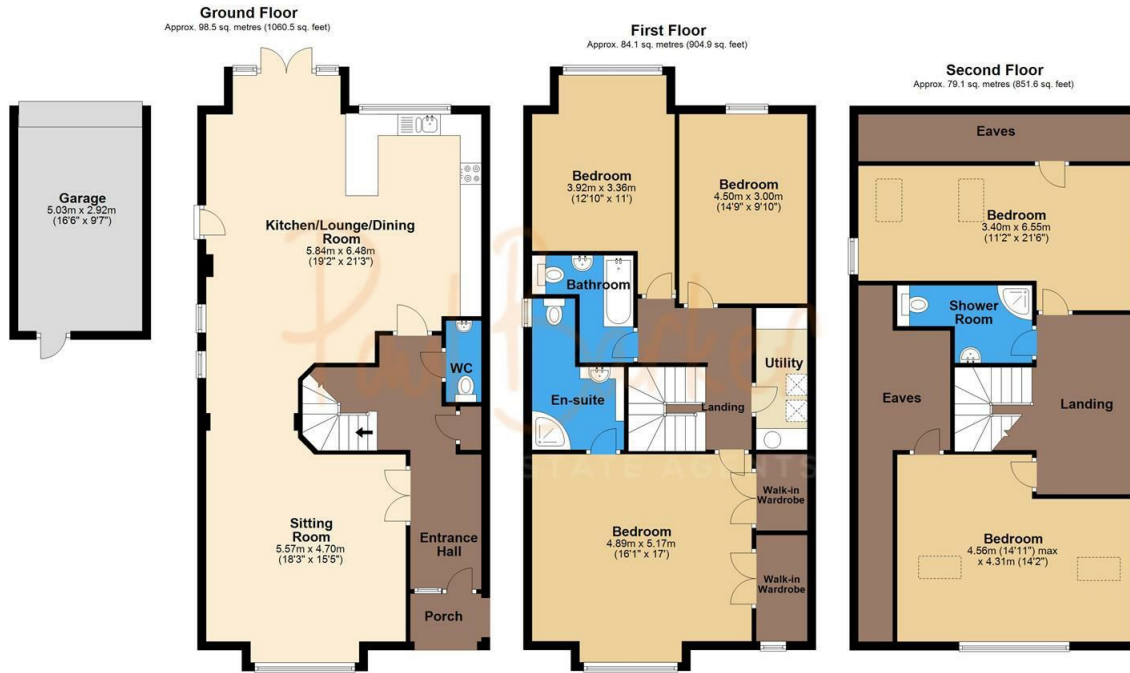 Ground Floor
Approx. 98.5 sq. metres (1060.5 sq. feet)
Garage
5.03m x 2.92m
(16'6" x 9'7")
Kitchen/Lounge/Dining
Room
5.84m x 6.48m
(19'2" x 21'3")
WC
Sitting
Room
5.57m x 4.70m
(18'3" x 15'5")
Entrance
Hall
Porch
First Floor
Approx. 84.1 sq. metres (904.9 sq. feet)
Bedroom
3.92m x 3.36m
(12'10" x 11')
Bedroom
4.50m x 3.00m
(14'9" x 9'10")
Bathroom
En-suite
Landing
Utility
Bedroom
4.89m x 5.17m
(16'1" x 17')
Walk-in
Wardrobe
Walk-in
Wardrobe
Second Floor
Approx. 79.1 sq. metres (851.6 sq. feet)
Eaves
Bedroom
3.40m x 6.55m
(11'2" x 21'6")
Shower
Room
Eaves
Landing
Bedroom
4.56m (14'11") max
x 4.31m (14'2")
Paul Barker
ESTATE AGENTS